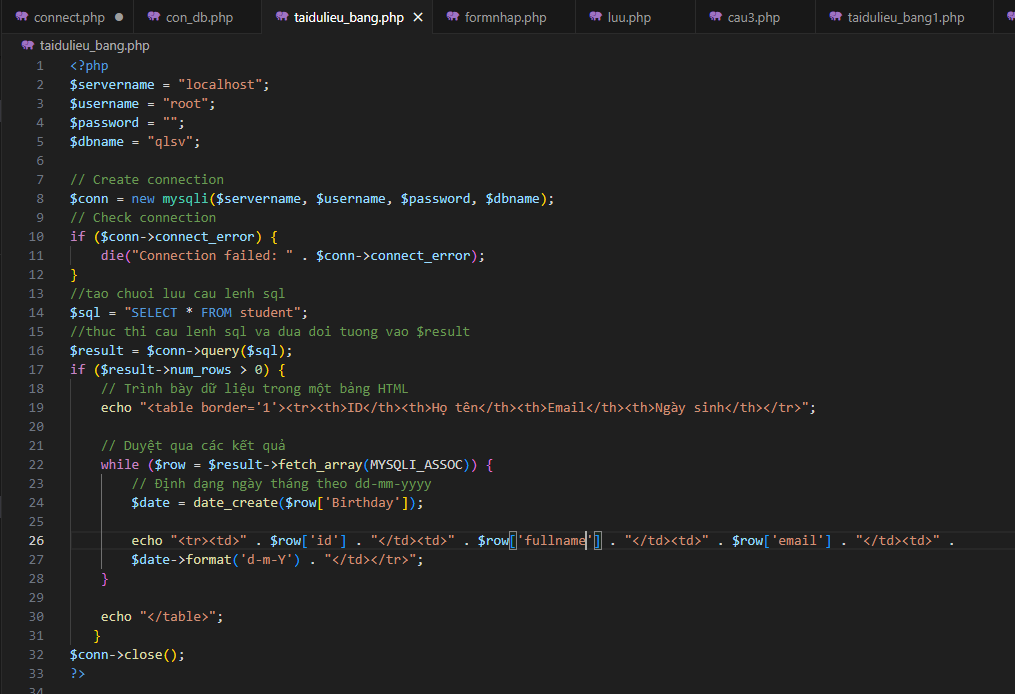 connect.php
con_db.php
taidulieu_bang.php
formnhap.php
luu.php
cau3.php
taidulieu_bang1.php
taidulieu_bang.php
1 <?php
2 $servername = "localhost";
3 $username = "root";
4 $password = "";
5 $dbname = "qlsv";
6
7 // Create connection
8 $conn = new mysqli($servername, $username, $password, $dbname);
9 // Check connection
10 if ($conn->connect_error) {
11 die("Connection failed: " . $conn->connect_error);
12 }
13 //tao chuoi luu cau lenh sql
14 $sql = "SELECT * FROM student";
15 //thuc thi cau lenh sql va dua doi tuong vao $result
16 $result = $conn->query($sql);
17 if ($result->num_rows > 0) {
18 // Trình bày dữ liệu trong một bảng HTML
19 echo "<table border='1'><tr><th>ID</th><th>Họ tên</th><th>Email</th><th>Ngày sinh</th></tr>";
20
21 // Duyệt qua các kết quả
22 while ($row = $result->fetch_array(MYSQLI_ASSOC)) {
23 // Định dạng ngày tháng theo dd-mm-yyyy
24 $date = date_create($row['Birthday']);
25
26 echo "<tr><td>" . $row['id'] . "</td><td>" . $row['fullname'] . "</td><td>" . $row['email'] . "</td><td>" .
27 $date->format('d-m-Y') . "</td></tr>";
28 }
29
30 echo "</table>";
31 }
32 $conn->close();
33 ?>
34